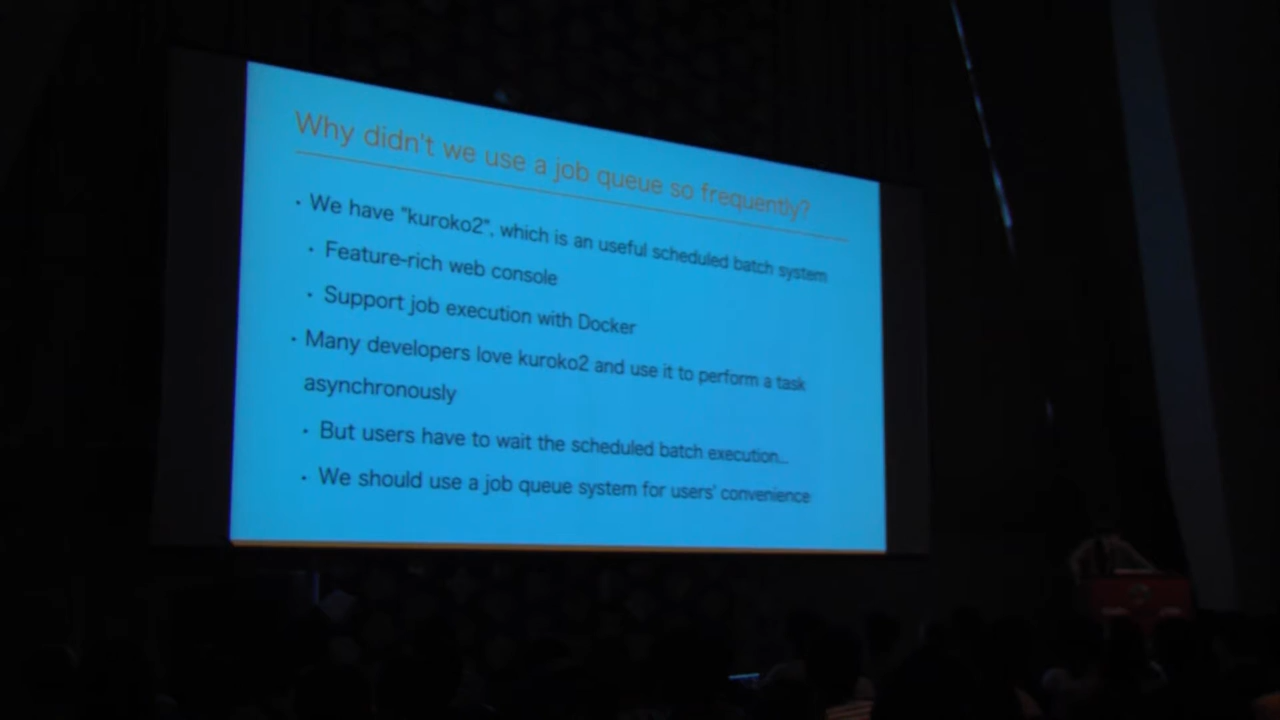 Why didn't we use a job queue so frequently?
· We have "kuroko2", which is an useful scheduled batch system
· Feature-rich web console
· Support job execution with Docker
· Many developers love kuroko2 and use it to perform a task
asynchronously
· But users have to wait the scheduled batch execution...
· We should use a job queue system for users' convenience